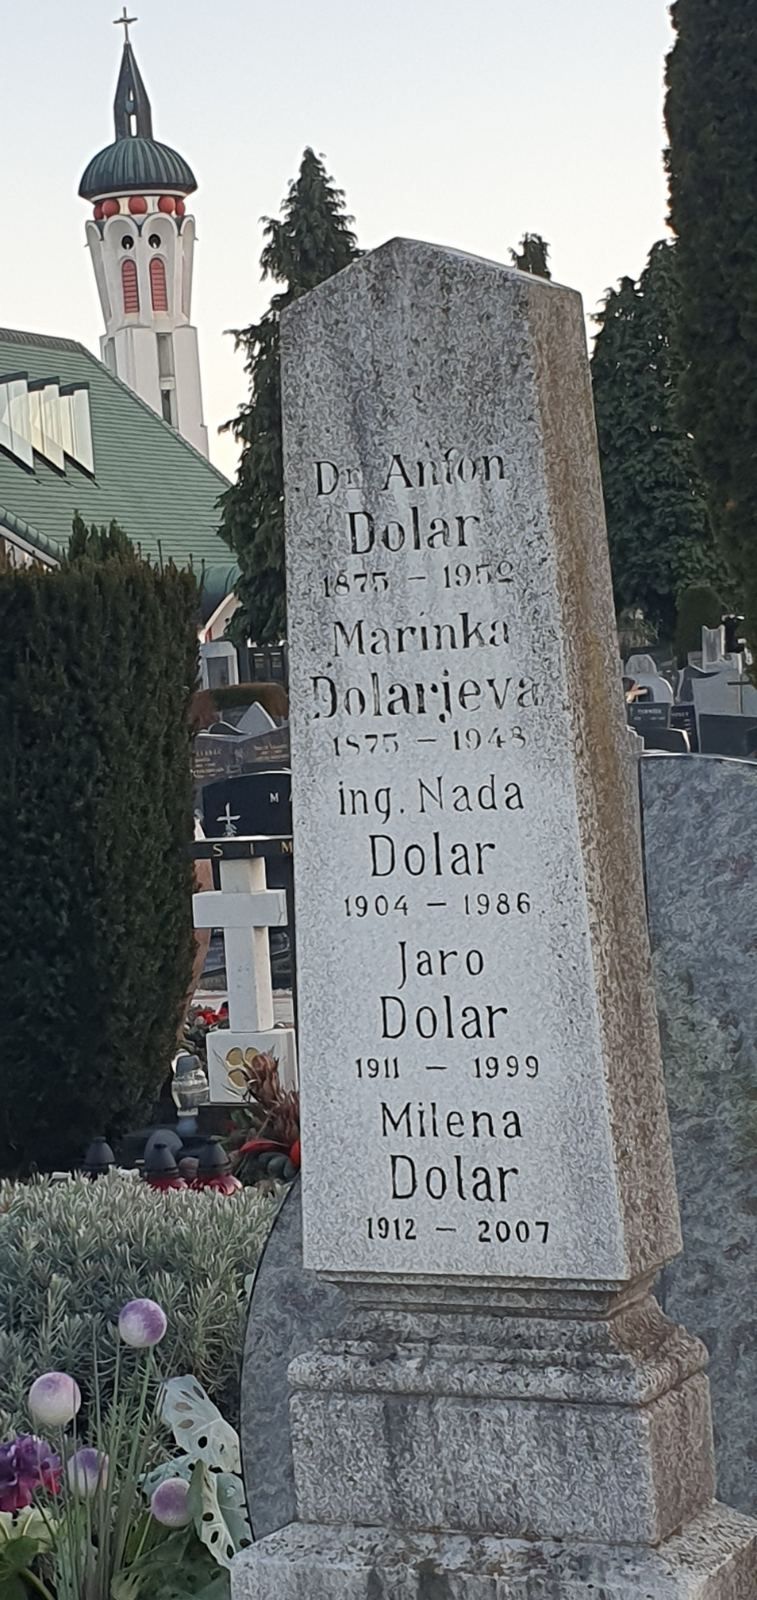 Dr. Anton
Dolar
1875 – 1952
Marinka
Dolarjeva
1875 – 1948
ing. Nada
Dolar
1904 – 1986
Jaro
Dolar
1911 – 1999
Milena
Dolar
1912 – 2007